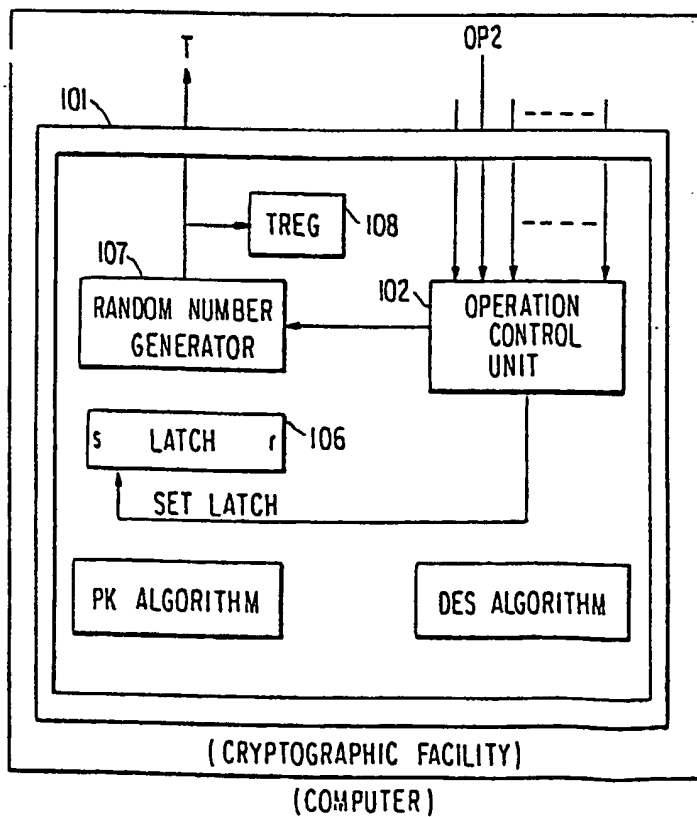 T
OP2
101
TREG
108
107
RANDOM NUMBER
GENERATOR
102
OPERATION
CONTROL
UNIT
s LATCH r
106
SET LATCH
PK ALGORITHM
DES ALGORITHM
(CRYPTOGRAPHIC FACILITY)
(COMPUTER)